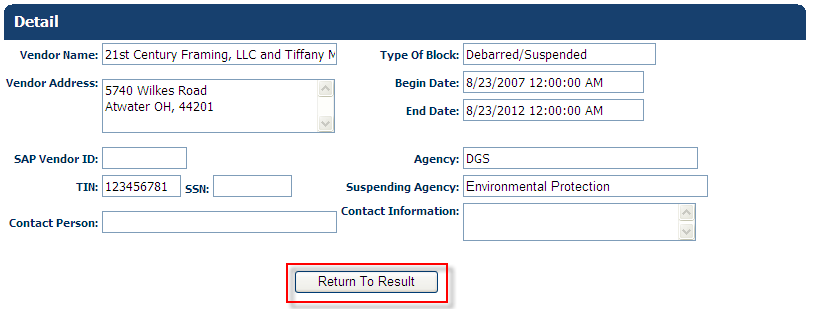 Detail
Vendor Name: 21st Century Framing, LLC and Tiffany M
Type Of Block: Debarred/Suspended
Vendor Address: 5740 Wilkes Road
Atwater OH, 44201
Begin Date: 8/23/2007 12:00:00 AM
End Date: 8/23/2012 12:00:00 AM
SAP Vendor ID:
Agency: DGS
TIN: 123456781 SSN:
Suspending Agency: Environmental Protection
Contact Person:
Contact Information:
Return To Result